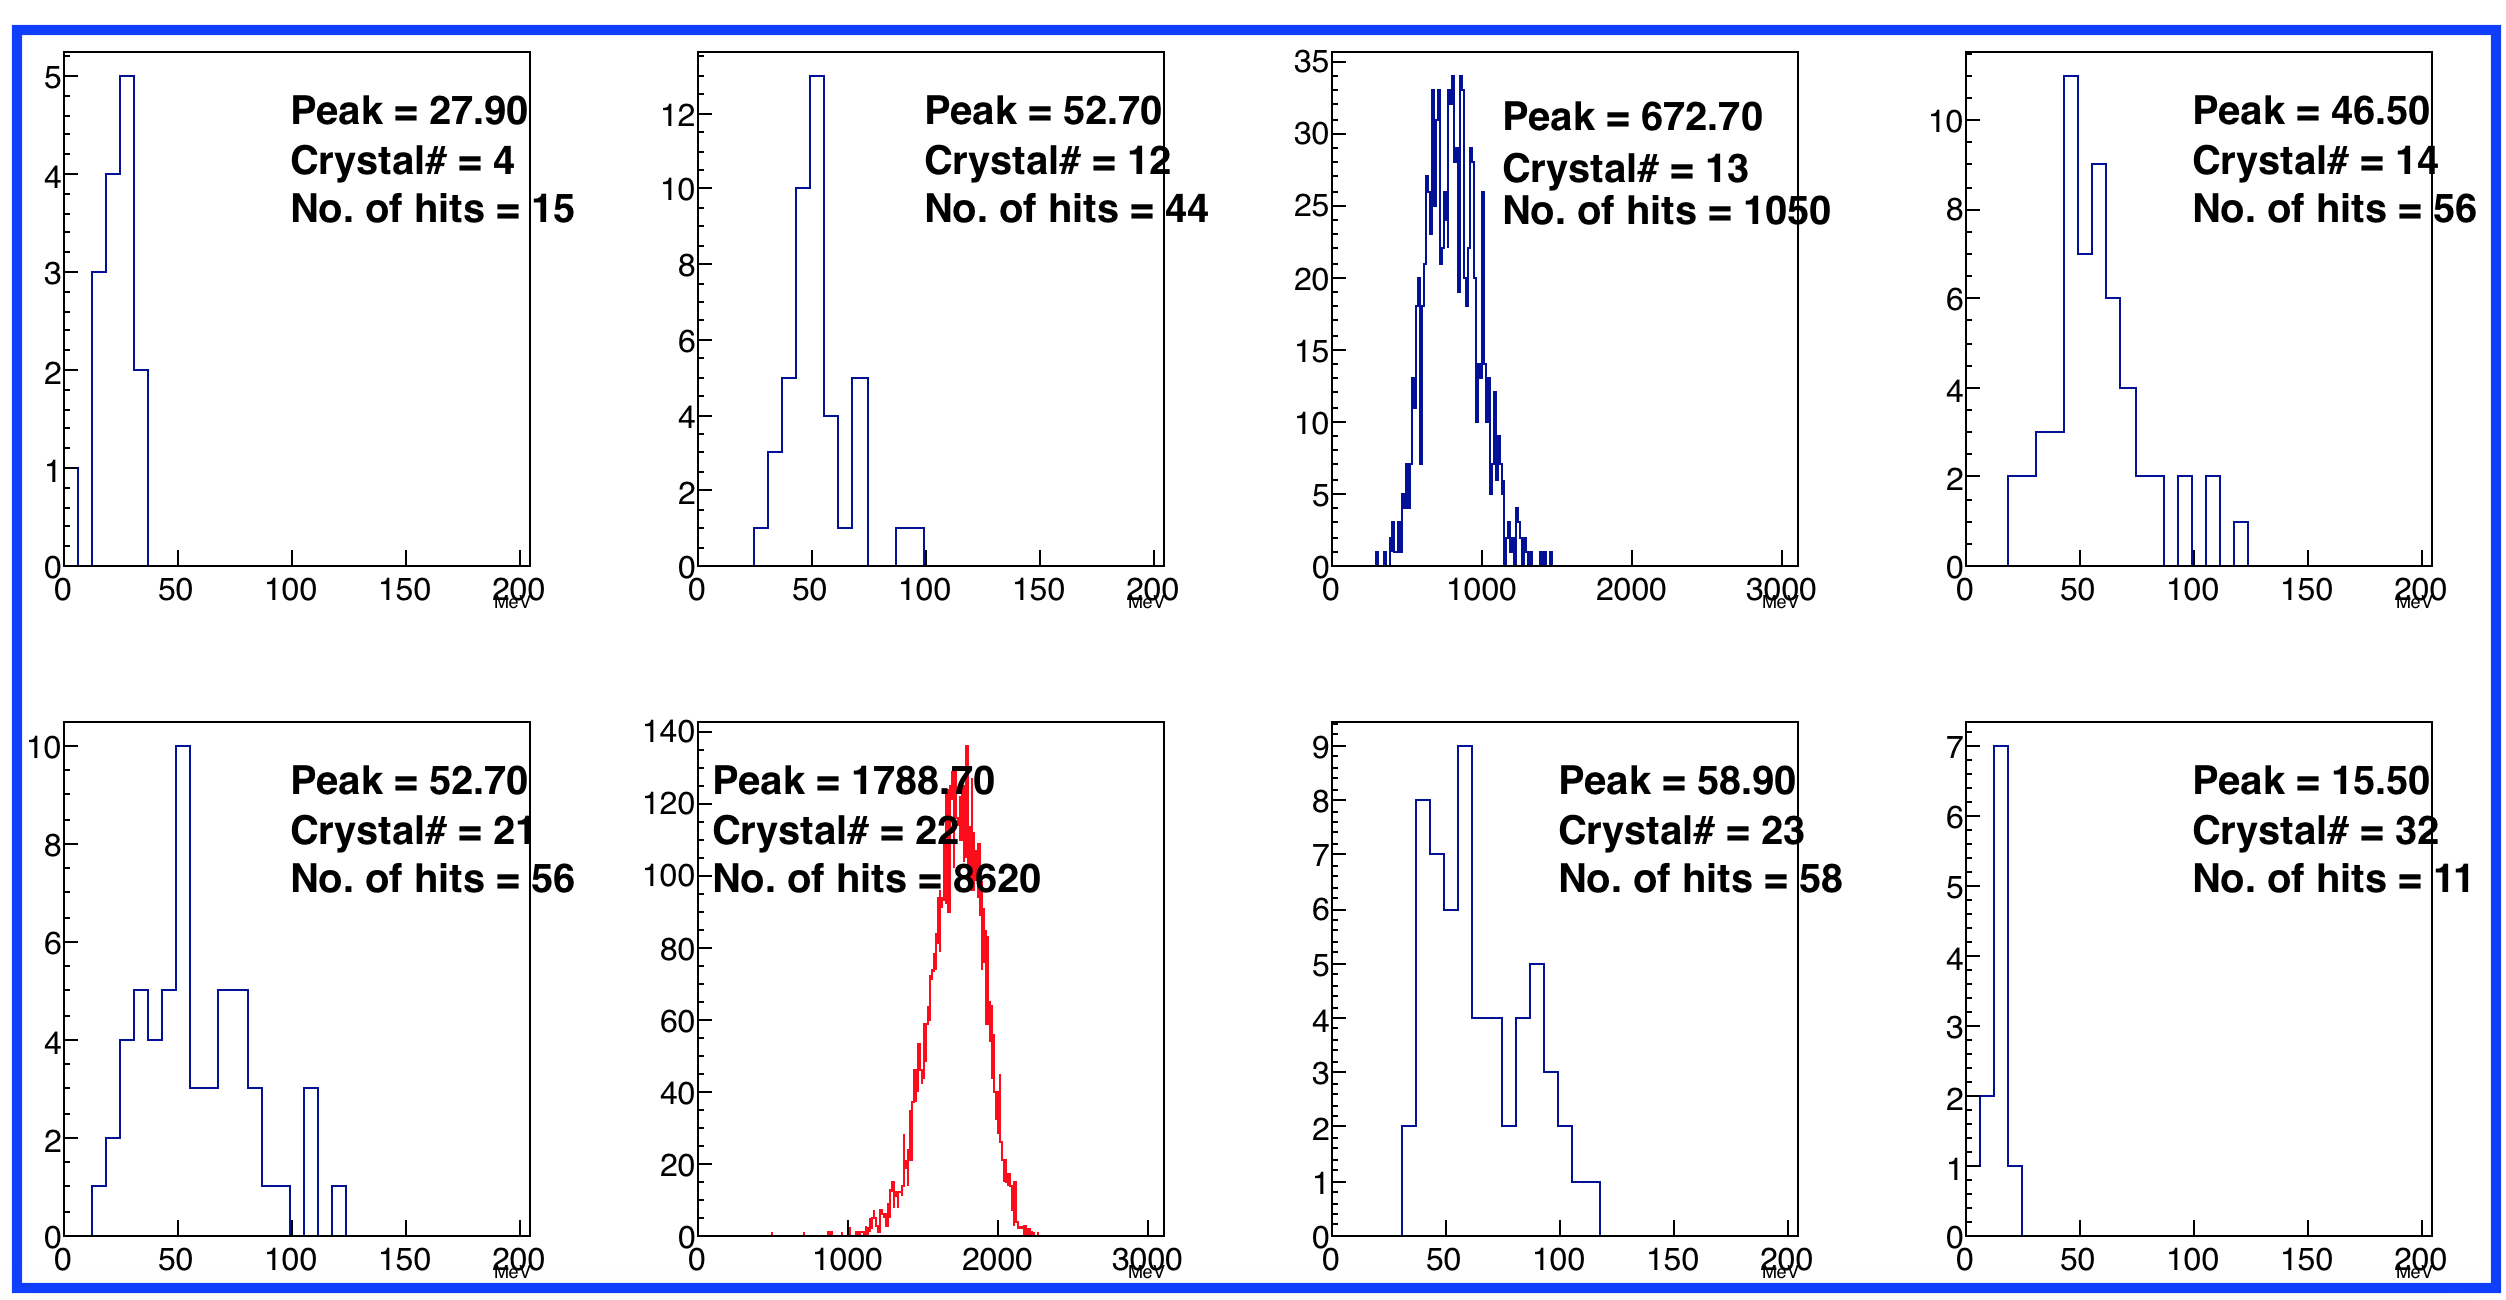 5
4
3
2
1
0
0 50 100 150 200
MeV
Peak = 27.90
Crystal# = 4
No. of hits = 15
12
10
8
6
4
2
0
0 50 100 150 200
MeV
Peak = 52.70
Crystal# = 12
No. of hits = 44
35
30
25
20
15
10
5
0
0 1000 2000 3000
MeV
Peak = 672.70
Crystal# = 13
No. of hits = 1050
10
8
6
4
2
0
0 50 100 150 200
MeV
Peak = 46.50
Crystal# = 14
No. of hits = 56
10
8
6
4
2
0
0 50 100 150 200
MeV
Peak = 52.70
Crystal# = 21
No. of hits = 56
140
120
100
80
60
40
20
0
0 1000 2000 3000
MeV
Peak = 1788.70
Crystal# = 22
No. of hits = 8620
9
8
7
6
5
4
3
2
1
0
0 50 100 150 200
MeV
Peak = 58.90
Crystal# = 23
No. of hits = 58
7
6
5
4
3
2
1
0
0 50 100 150 200
MeV
Peak = 15.50
Crystal# = 32
No. of hits = 11